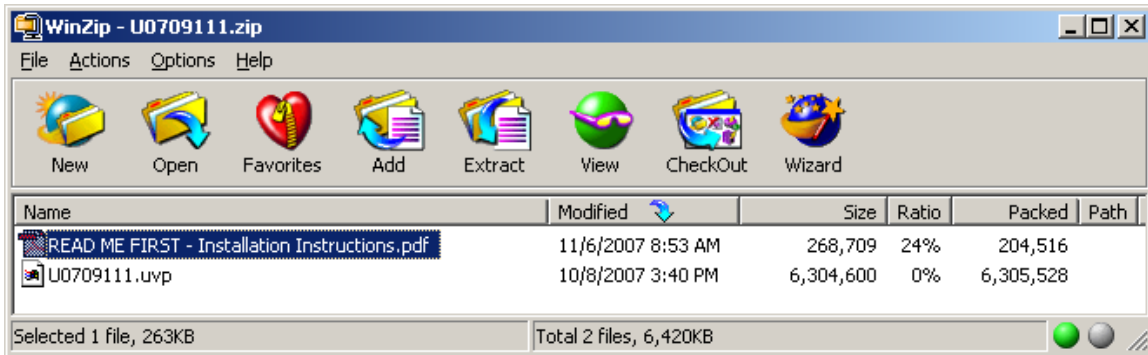 WinZip - U0709111.zip
File Actions Options Help
New Open Favorites Add Extract View CheckOut Wizard
Name Modified Size Ratio Packed Path
READ ME FIRST - Installation Instructions.pdf 11/6/2007 8:53 AM 268,709 24% 204,516
U0709111.uvp 10/8/2007 3:40 PM 6,304,600 0% 6,305,528
Selected 1 file, 263KB Total 2 files, 6,420KB